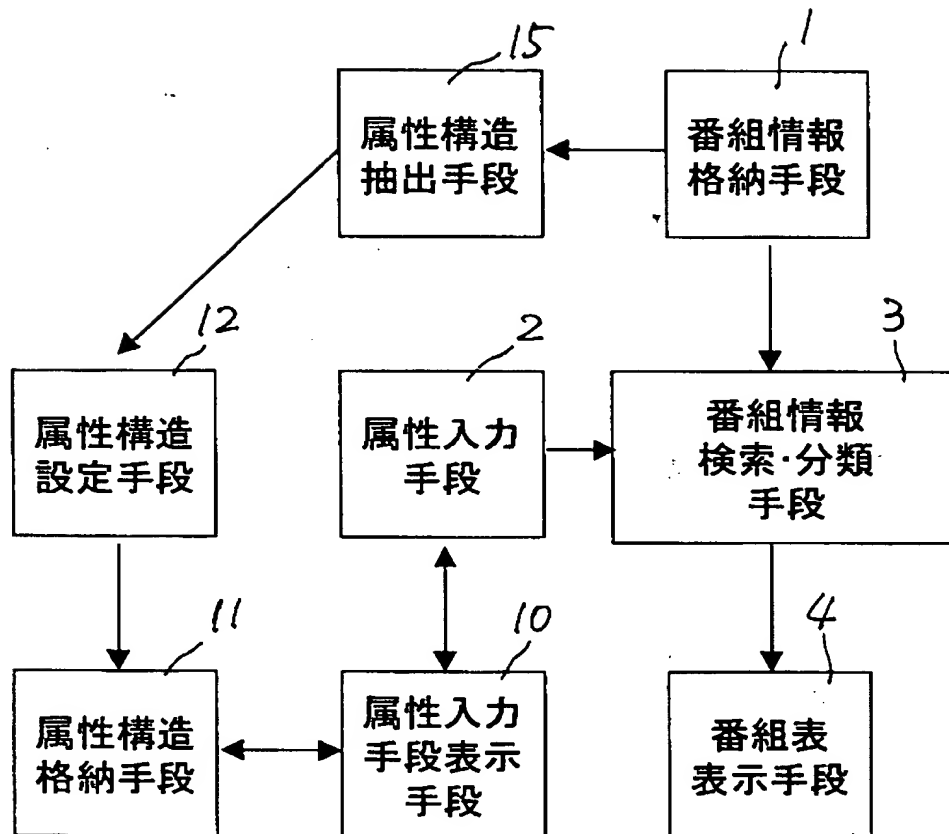 15
1
属性構造
抽出手段
番組情報
格納手段
12
2
3
属性構造
設定手段
属性入力
手段
番組情報
検索·分類
手段
11
10
4
属性構造
格納手段
属性入力
手段表示
手段
番組表
表示手段